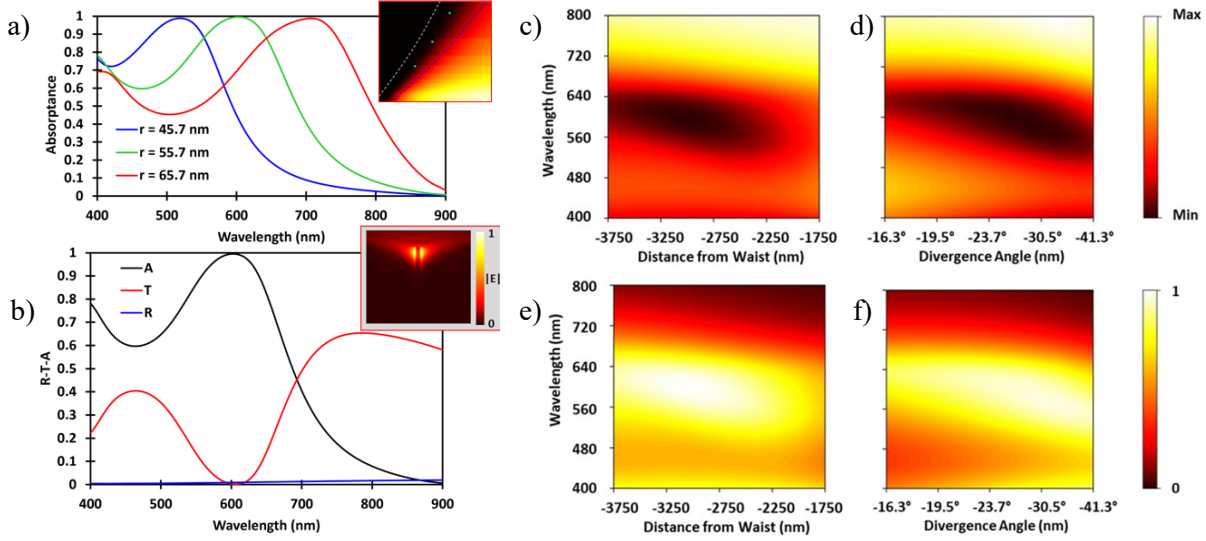 a)
Absorptance
1
0.9
0.8
0.7
0.6
0.5
0.4
0.3
0.2
0.1
0
r = 45.7 nm
r = 55.7 nm
r = 65.7 nm
400 500 600 700 800 900
Wavelength (nm)
b)
R-T-A
1
0.9
0.8
0.7
0.6
0.5
0.4
0.3
0.2
0.1
0
A
T
R
1
|E|
0
400 500 600 700 800 900
Wavelength (nm)
c)
Wavelength (nm)
800
720
640
560
480
400
-3750 -3250 -2750 -2250 -1750
Distance from Waist (nm)
d)
-16.3° -19.5° -23.7° -30.5° -41.3°
Divergence Angle (nm)
Max
Min
e)
Wavelength (nm)
800
720
640
560
480
400
-3750 -3250 -2750 -2250 -1750
Distance from Waist (nm)
f)
-16.3° -19.5° -23.7° -30.5° -41.3°
Divergence Angle (nm)
1
0